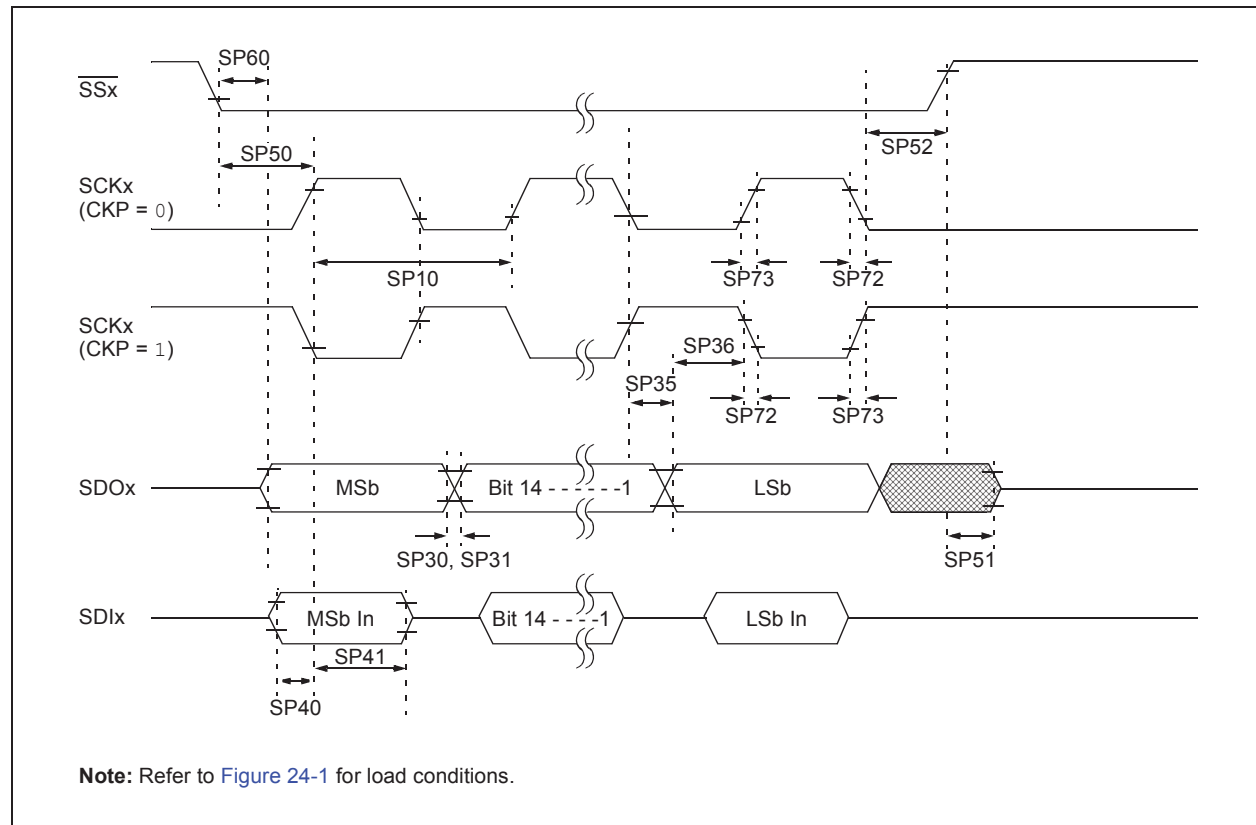 SP60
SSx
SP50
SP52
SCKx
(CKP = 0)
SP10
SP73
SP72
SCKx
(CKP = 1)
SP36
SP35
SP72
SP73
SDOx
MSb
Bit 14 - - - - - -1
LSb
SP30, SP31
SP51
SDIx
MSb In
Bit 14 - - - -1
LSb In
SP41
SP40
Note: Refer to Figure 24-1 for load conditions.